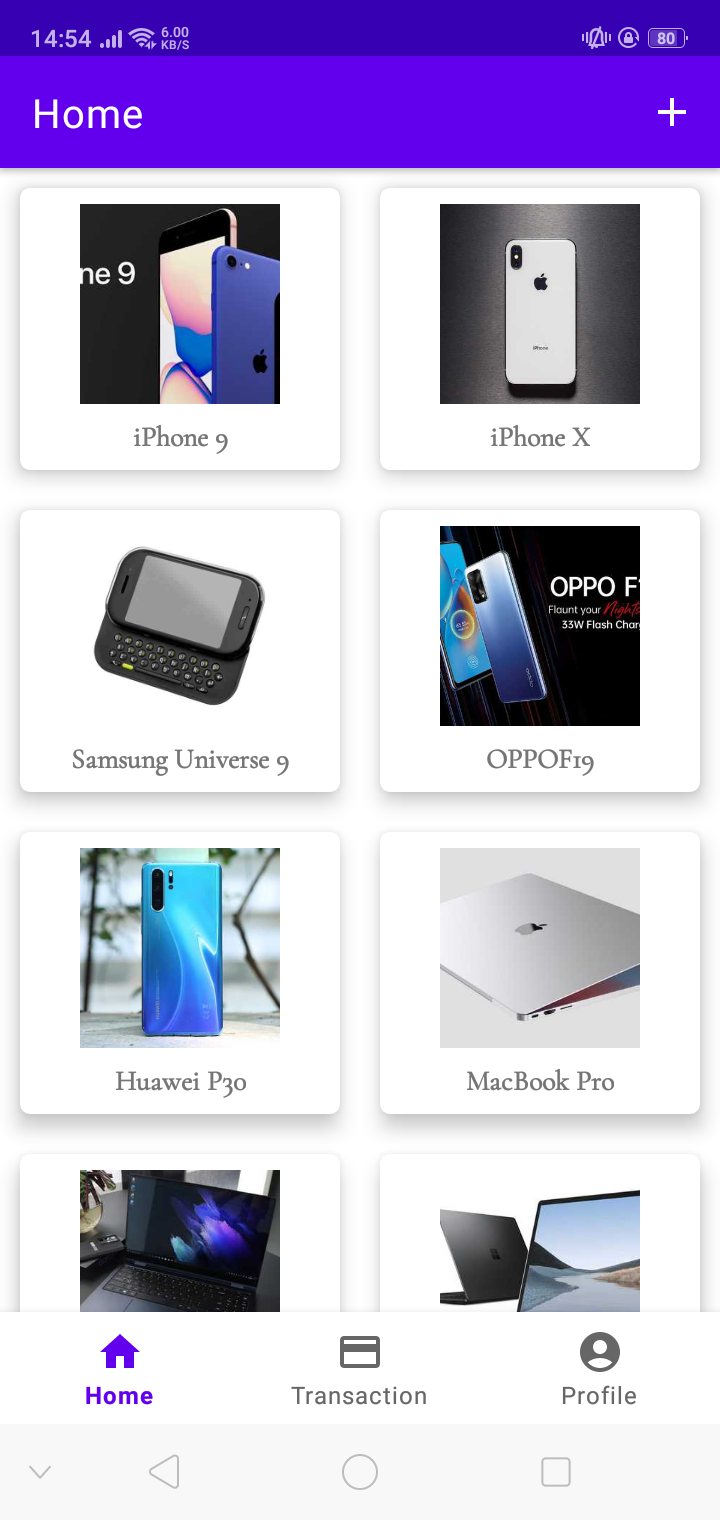 14:54
6.00
KB/S
80
Home
ne 9
iPhone
iPhone 9
iPhone X
OPPO F
Flaunt your
33W Flash Charg
Samsung Universe 9
OPPOF19
Huawei P30
MacBook Pro
Home
Transaction
Profile